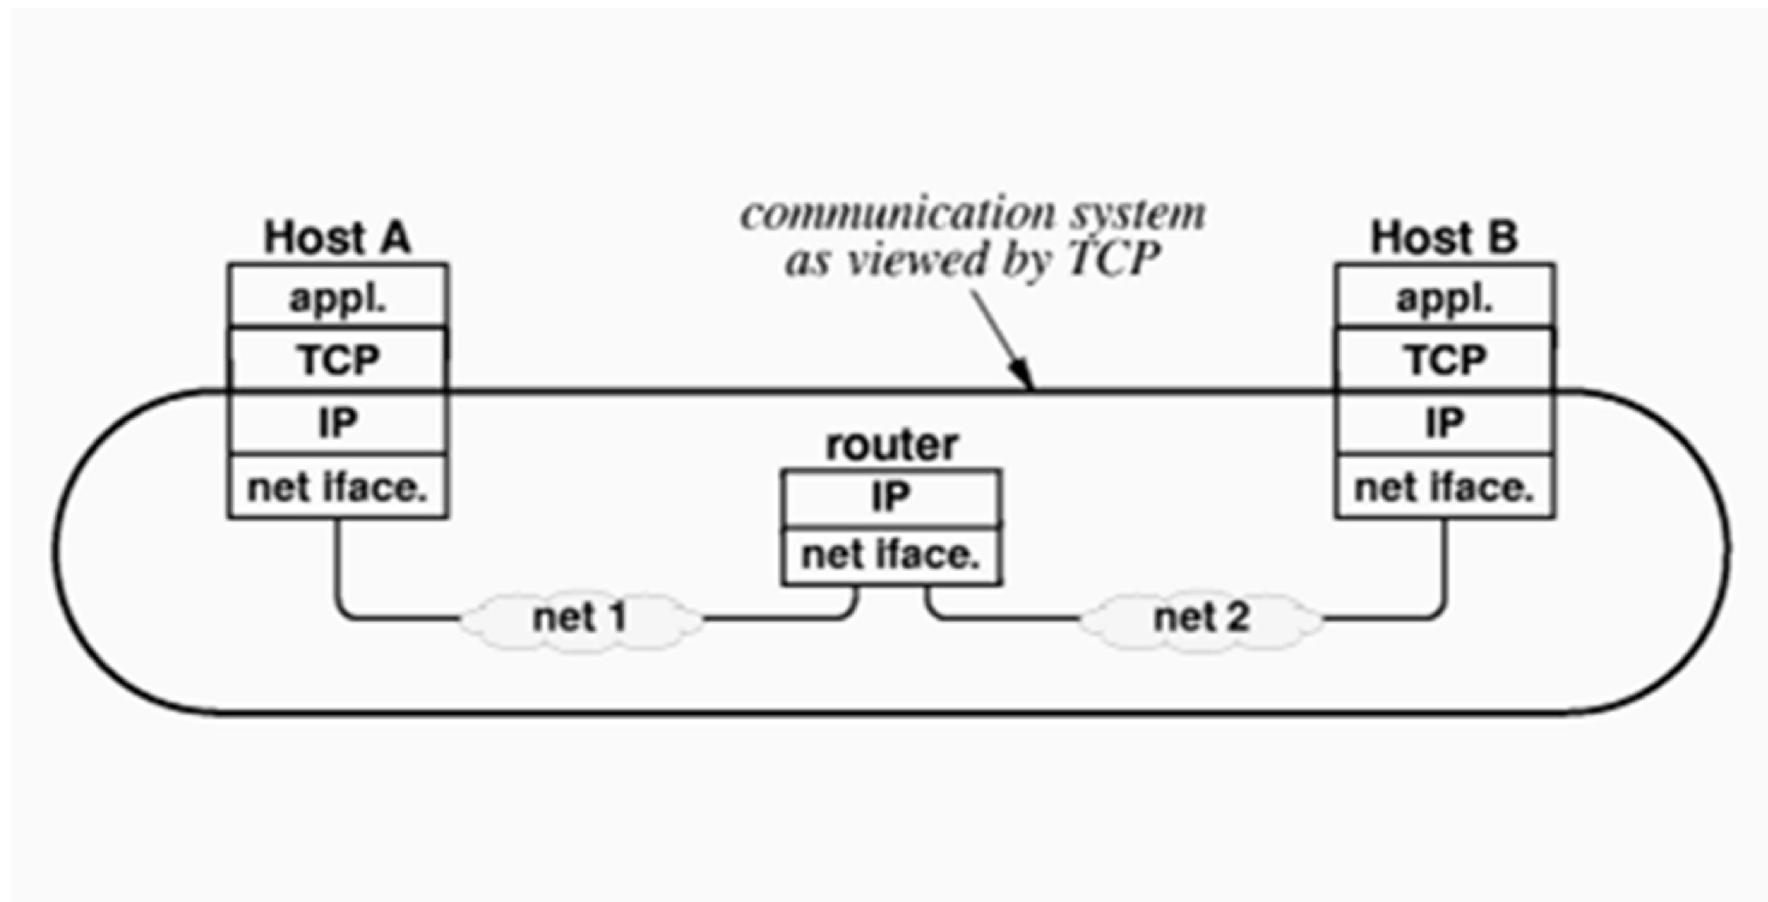 communication system
as viewed by TCP
Host A
appl.
TCP
IP
net iface.
Host B
appl.
TCP
IP
net iface.
router
IP
net iface.
net 1
net 2